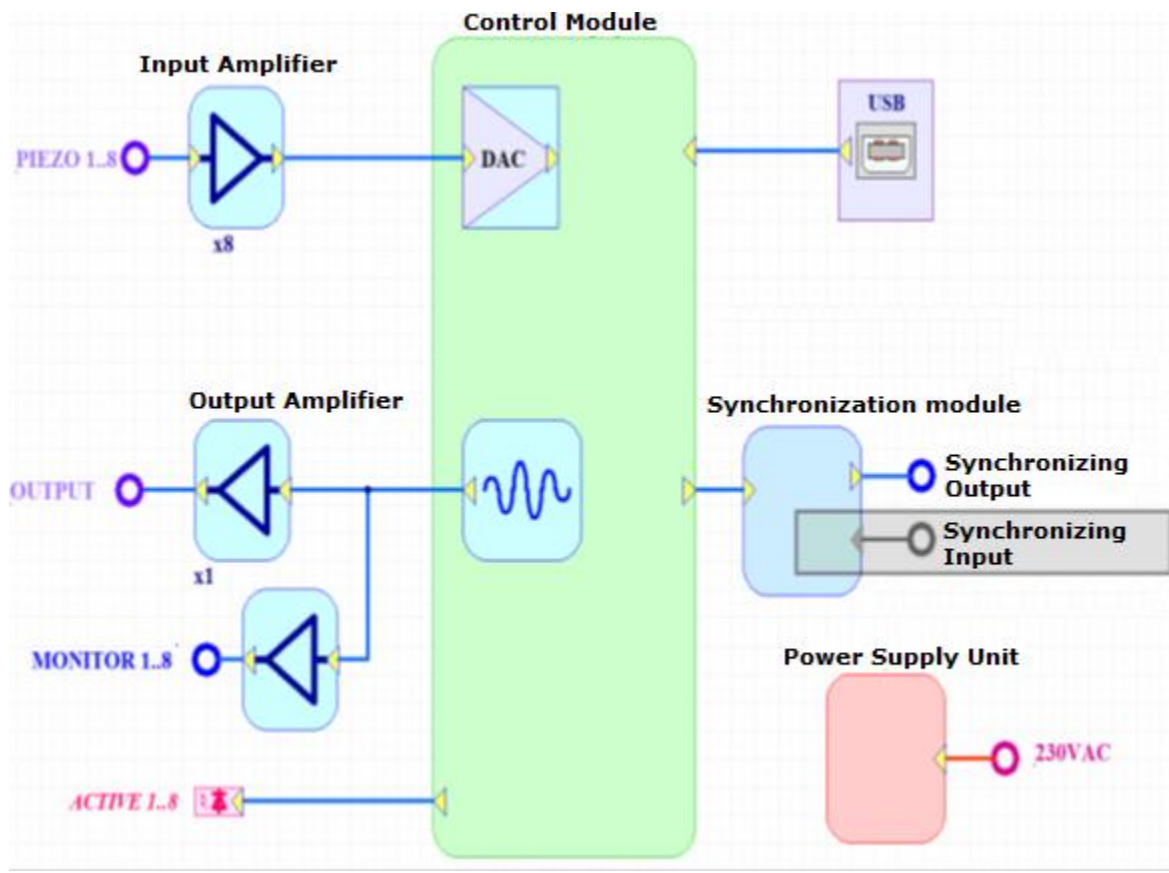 Control Module
Input Amplifier
USB
PIEZO 1..8
DAC
x8
Output Amplifier
Synchronization module
Synchronizing
Output
OUTPUT
Synchronizing
Input
x1
MONITOR 1..8
Power Supply Unit
230VAC
ACTIVE 1..8